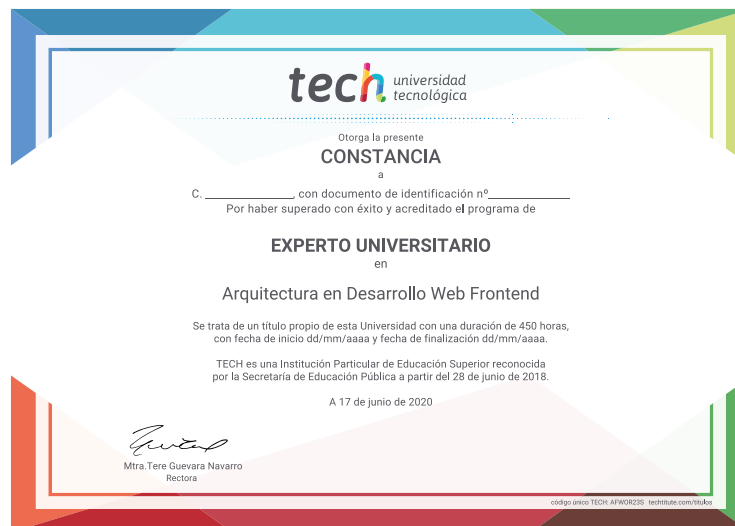 tech universidad
tecnológica
Otorga la presente
CONSTANCIA
a
C. ______________, con documento de identificación nº______________
Por haber superado con éxito y acreditado el programa de
EXPERTO UNIVERSITARIO
en
Arquitectura en Desarrollo Web Frontend
Se trata de un título propio de esta Universidad con una duración de 450 horas,
con fecha de inicio dd/mm/aaaa y fecha de finalización dd/mm/aaaa.
TECH es una Institución Particular de Educación Superior reconocida
por la Secretaría de Educación Pública a partir del 28 de junio de 2018.
A 17 de junio de 2020
Mtra.Tere Guevara Navarro
Rectora
código único TECH: AFWOR23S techtitute.com/titulos